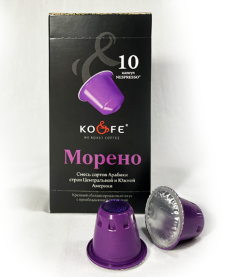 10
капсул
NESPRESSO*
KO&FE
WE ROAST COFFEE
Морено
Смесь сортов Арабики
стран Центральной и Южной
Америки